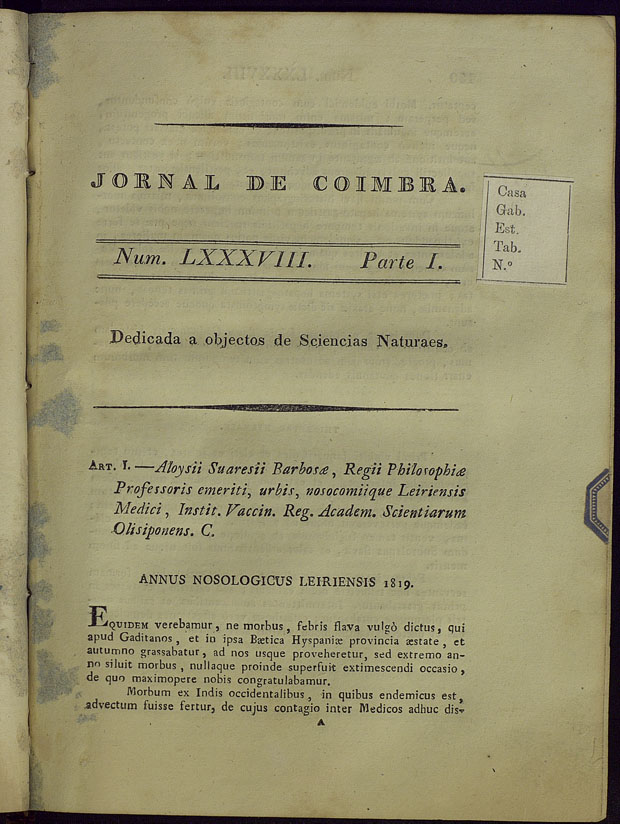 JORNAL DE COIMBRA.
Casa
Gab.
Est.
Tab.
N.º
Num. LXXXVIII. Parte I.
Dedicada a objectos de Sciencias Naturaes.
ART. I. — Aloysii Suaresii Barbosæ, Regii Philosophiæ
Professoris emeriti, urbis, nosocomiique Leiriensis
Medici, Instit. Vaccin. Reg. Academ. Scientiarum
Olisiponens. C.
ANNUS NOSOLOGICUS LEIRIENSIS 1819.
EQUIDEM verebamur, ne morbus, febris flava vulgò dictus, qui
apud Gaditanos, et in ipsa Bætica Hyspaniæ provincia æstate, et
autumno grassabatur, ad nos usque proveheretur, sed extremo an-
no siluit morbus, nullaque proinde superfuit extimescendi occasio,
de quo maximopere nobis congratulabamur.
Morbum ex Indis occidentalibus, in quibus endemicus est,
advectum fuisse fertur, de cujus contagio inter Medicos adhuc dis-
A